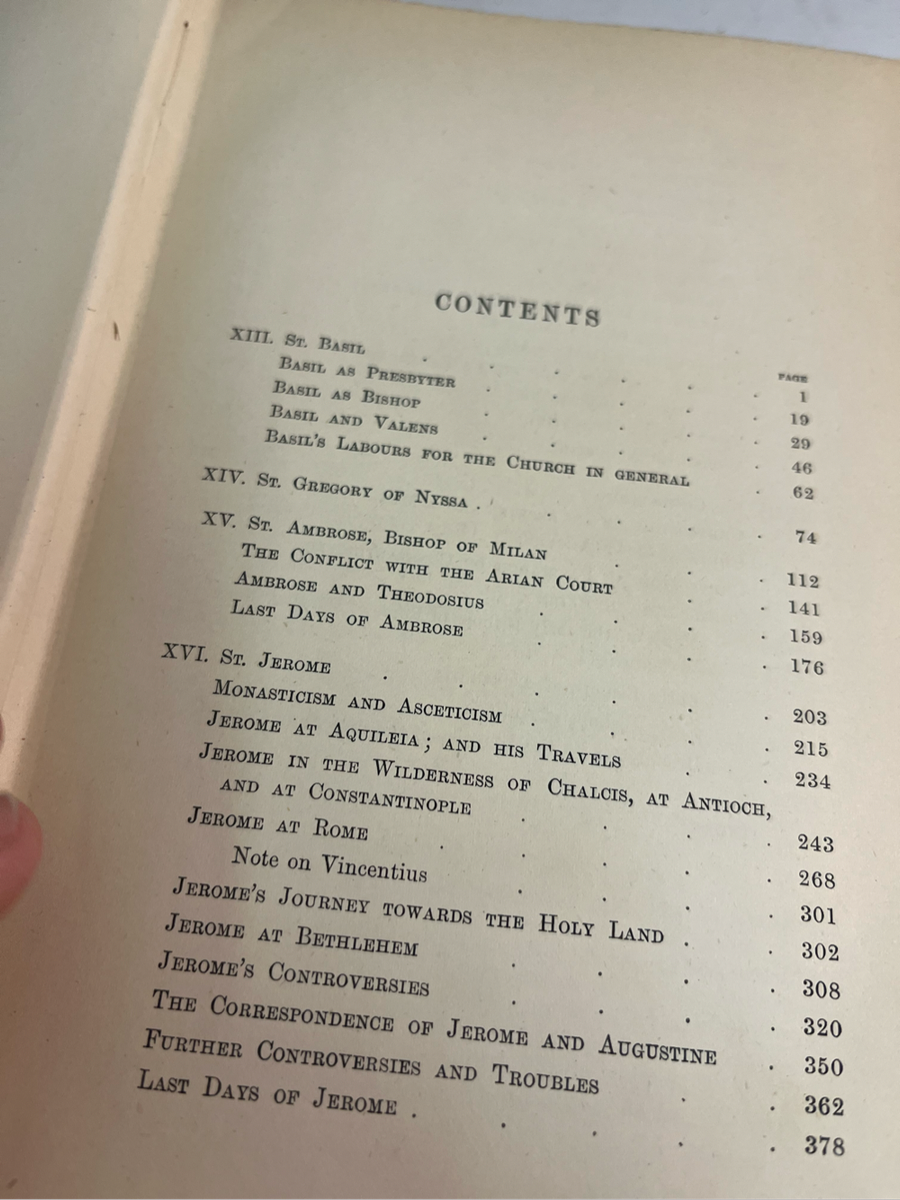 CONTENTS
PAGE
XIII. St. Basil . . . . . . 1
Basil as Presbyter . . . . . 19
Basil as Bishop . . . . . 29
Basil and Valens . . . . . 46
Basil's Labours for the Church in general . 62
XIV. St. Gregory of Nyssa . . . . . 74
XV. St. Ambrose, Bishop of Milan . . . 112
The Conflict with the Arian Court . . 141
Ambrose and Theodosius . . . . 159
Last Days of Ambrose . . . . 176
XVI. St. Jerome . . . . . . 203
Monasticism and Asceticism . . . . 215
Jerome at Aquileia; and his Travels . . 234
Jerome in the Wilderness of Chalcis, at Antioch,
and at Constantinople . . . . 243
Jerome at Rome . . . . . 268
Note on Vincentius . . . . 301
Jerome's Journey towards the Holy Land . . 302
Jerome at Bethlehem . . . . 308
Jerome's Controversies . . . . 320
The Correspondence of Jerome and Augustine . 350
Further Controversies and Troubles . . 362
Last Days of Jerome . . . . . 378